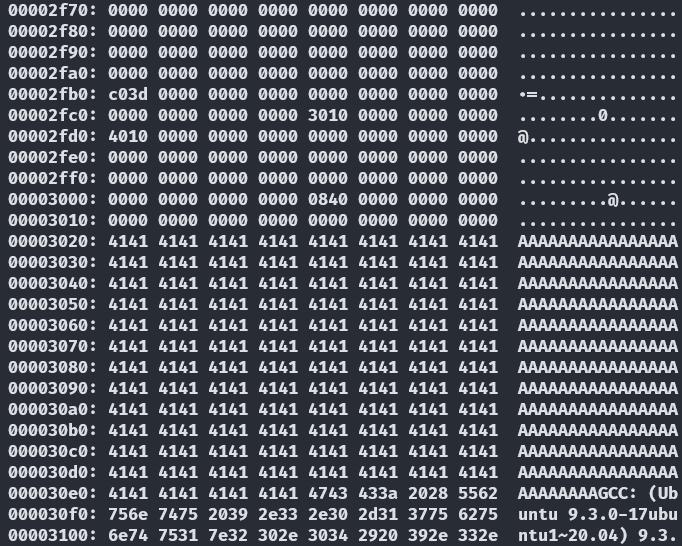 00002f70: 0000 0000 0000 0000 0000 0000 0000 0000  ................
00002f80: 0000 0000 0000 0000 0000 0000 0000 0000  ................
00002f90: 0000 0000 0000 0000 0000 0000 0000 0000  ................
00002fa0: 0000 0000 0000 0000 0000 0000 0000 0000  ................
00002fb0: c03d 0000 0000 0000 0000 0000 0000 0000  •=..............
00002fc0: 0000 0000 0000 0000 3010 0000 0000 0000  ........0.......
00002fd0: 4010 0000 0000 0000 0000 0000 0000 0000  @...............
00002fe0: 0000 0000 0000 0000 0000 0000 0000 0000  ................
00002ff0: 0000 0000 0000 0000 0000 0000 0000 0000  ................
00003000: 0000 0000 0000 0000 0840 0000 0000 0000  .........@......
00003010: 0000 0000 0000 0000 0000 0000 0000 0000  ................
00003020: 4141 4141 4141 4141 4141 4141 4141 4141  AAAAAAAAAAAAAAAA
00003030: 4141 4141 4141 4141 4141 4141 4141 4141  AAAAAAAAAAAAAAAA
00003040: 4141 4141 4141 4141 4141 4141 4141 4141  AAAAAAAAAAAAAAAA
00003050: 4141 4141 4141 4141 4141 4141 4141 4141  AAAAAAAAAAAAAAAA
00003060: 4141 4141 4141 4141 4141 4141 4141 4141  AAAAAAAAAAAAAAAA
00003070: 4141 4141 4141 4141 4141 4141 4141 4141  AAAAAAAAAAAAAAAA
00003080: 4141 4141 4141 4141 4141 4141 4141 4141  AAAAAAAAAAAAAAAA
00003090: 4141 4141 4141 4141 4141 4141 4141 4141  AAAAAAAAAAAAAAAA
000030a0: 4141 4141 4141 4141 4141 4141 4141 4141  AAAAAAAAAAAAAAAA
000030b0: 4141 4141 4141 4141 4141 4141 4141 4141  AAAAAAAAAAAAAAAA
000030c0: 4141 4141 4141 4141 4141 4141 4141 4141  AAAAAAAAAAAAAAAA
000030d0: 4141 4141 4141 4141 4141 4141 4141 4141  AAAAAAAAAAAAAAAA
000030e0: 4141 4141 4141 4141 4743 433a 2028 5562  AAAAAAAAGCC: (Ub
000030f0: 756e 7475 2039 2e33 2e30 2d31 3775 6275  untu 9.3.0-17ubu
00003100: 6e74 7531 7e32 302e 3034 2920 392e 332e  ntu1~20.04) 9.3.